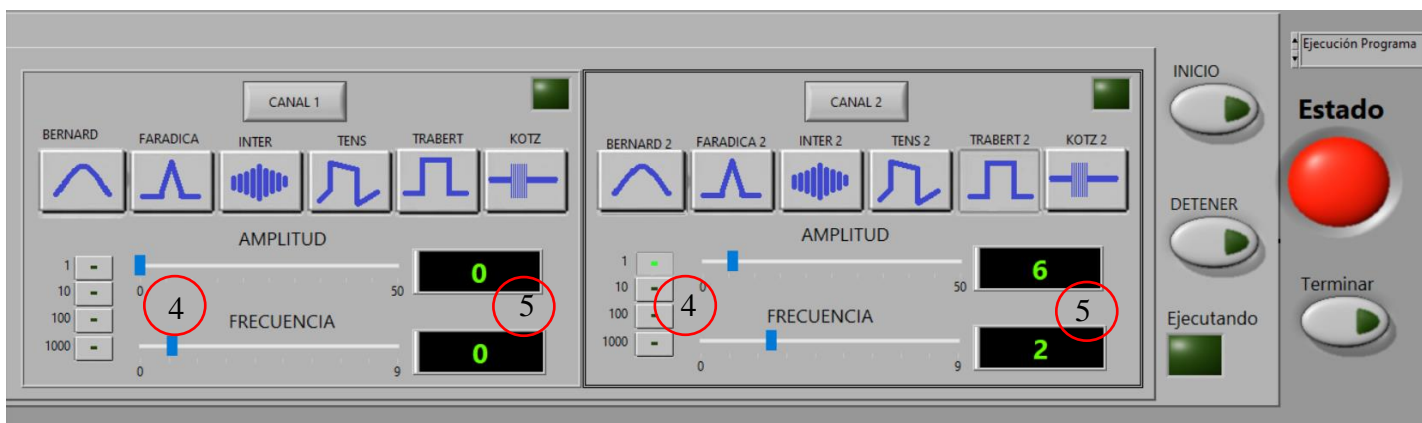 Ejecución Programa
Estado
Terminar
INICIO
DETENER
Ejecutando
CANAL 1
BERNARD FARADICA INTER TENS TRABERT KOTZ
AMPLITUD
1 -
10 -
100 -
1000 -
0 50
0
4
5
FRECUENCIA
0 9
0
CANAL 2
BERNARD 2 FARADICA 2 INTER 2 TENS 2 TRABERT 2 KOTZ 2
AMPLITUD
1 -
10 -
100 -
1000 -
0 50
6
4
5
FRECUENCIA
0 9
2